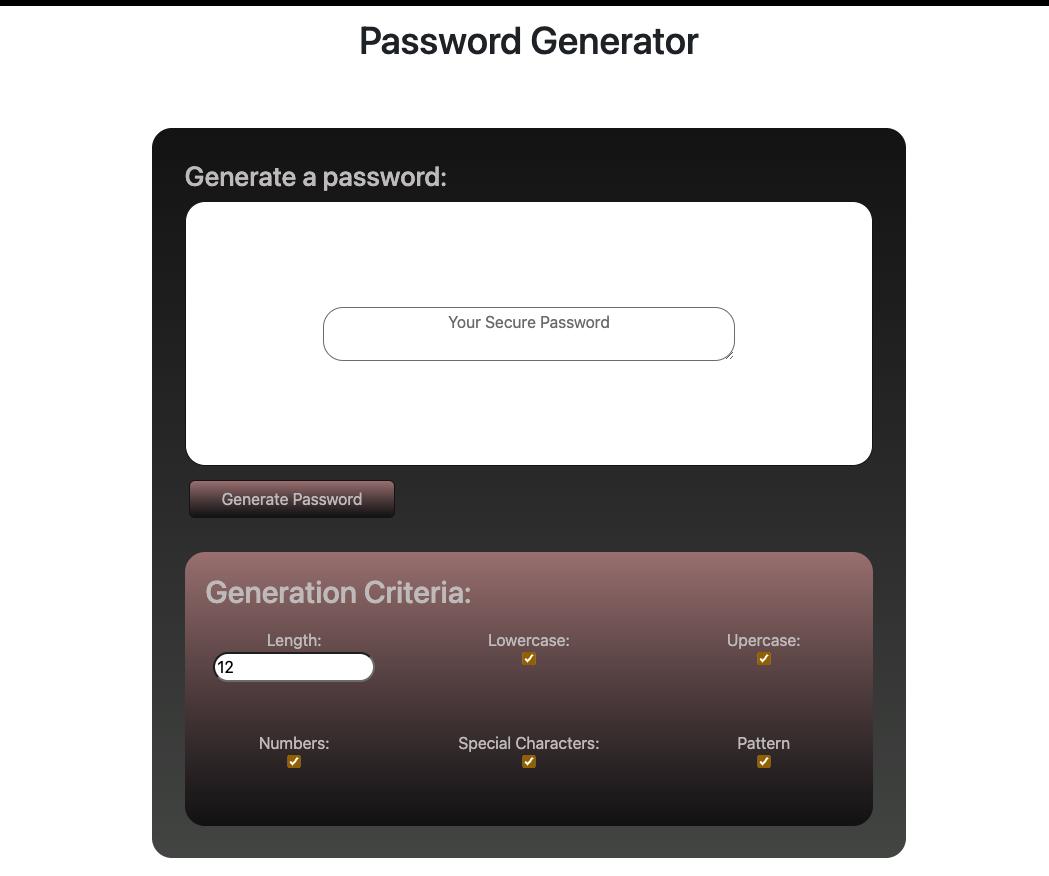 Password Generator
Generate a password:
Your Secure Password
Generate Password
Generation Criteria:
Length: Lowercase: Upercase:
12
Numbers: Special Characters: Pattern